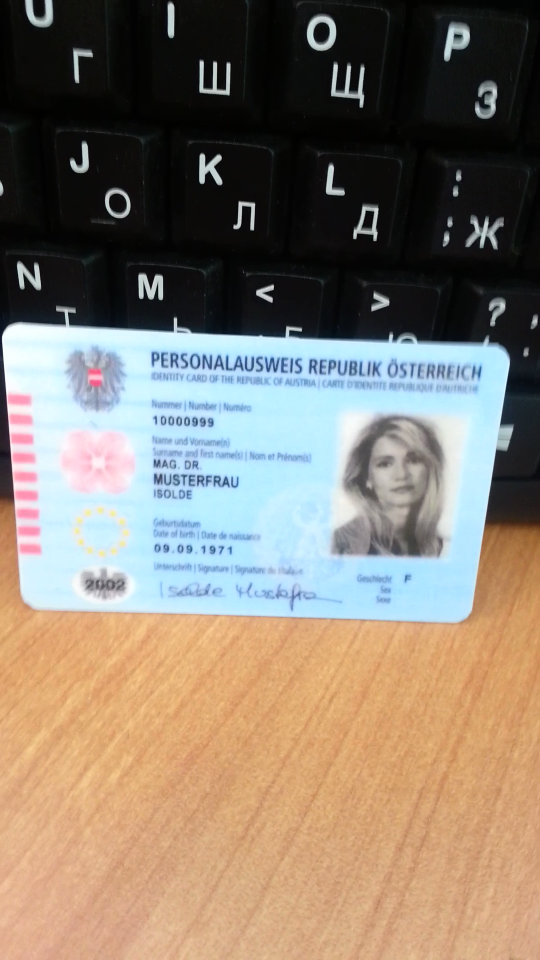 U Г
I Ш
O Щ
P З
J О
K Л
L Д
: ; Ж
N Т
M Ь
<
>
?
PERSONALAUSWEIS REPUBLIK ÖSTERREICH
IDENTITY CARD OF THE REPUBLIC OF AUSTRIA | CARTE D'IDENTITE REPUBLIQUE D'AUTRICHE
Nummer | Number | Numéro
10000999
Name und Vorname(n)
Surname and first name(s) | Nom et Prénom(s)
MAG. DR.
MUSTERFRAU
ISOLDE
Geburtsdatum
Date of birth | Date de naissance
09.09.1971
Unterschrift | Signature | Signature du titulaire
Isolde Musterfra
Geschlecht F
Sex
Sexe
2002